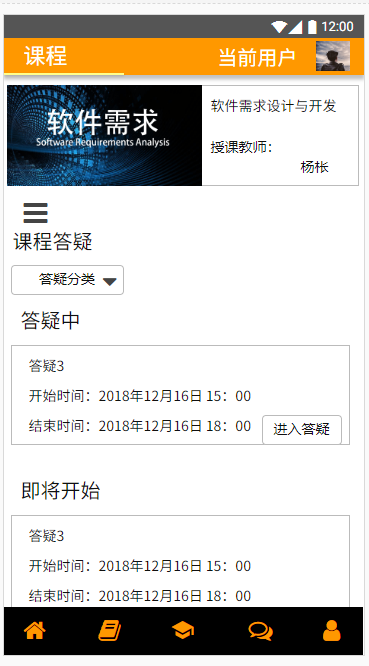 12:00
课程
当前用户
软件需求
Software Requirements Analysis
软件需求设计与开发
授课教师：
杨枨
课程答疑
答疑分类
答疑中
答疑3
开始时间：2018年12月16日 15：00
结束时间：2018年12月16日 18：00
进入答疑
即将开始
答疑3
开始时间：2018年12月16日 15：00
结束时间：2018年12月16日 18：00